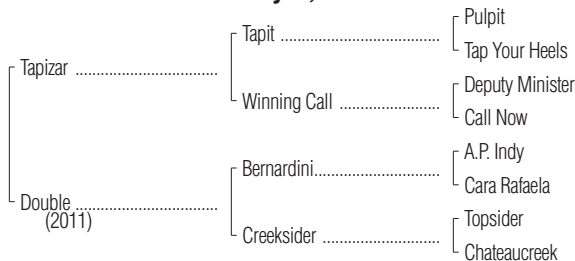 Tapizar
Tapit
Pulpit
Tap Your Heels
Winning Call
Deputy Minister
Call Now
Double
(2011)
Bernardini
A.P. Indy
Cara Rafaela
Creeksider
Topsider
Chateaucreek